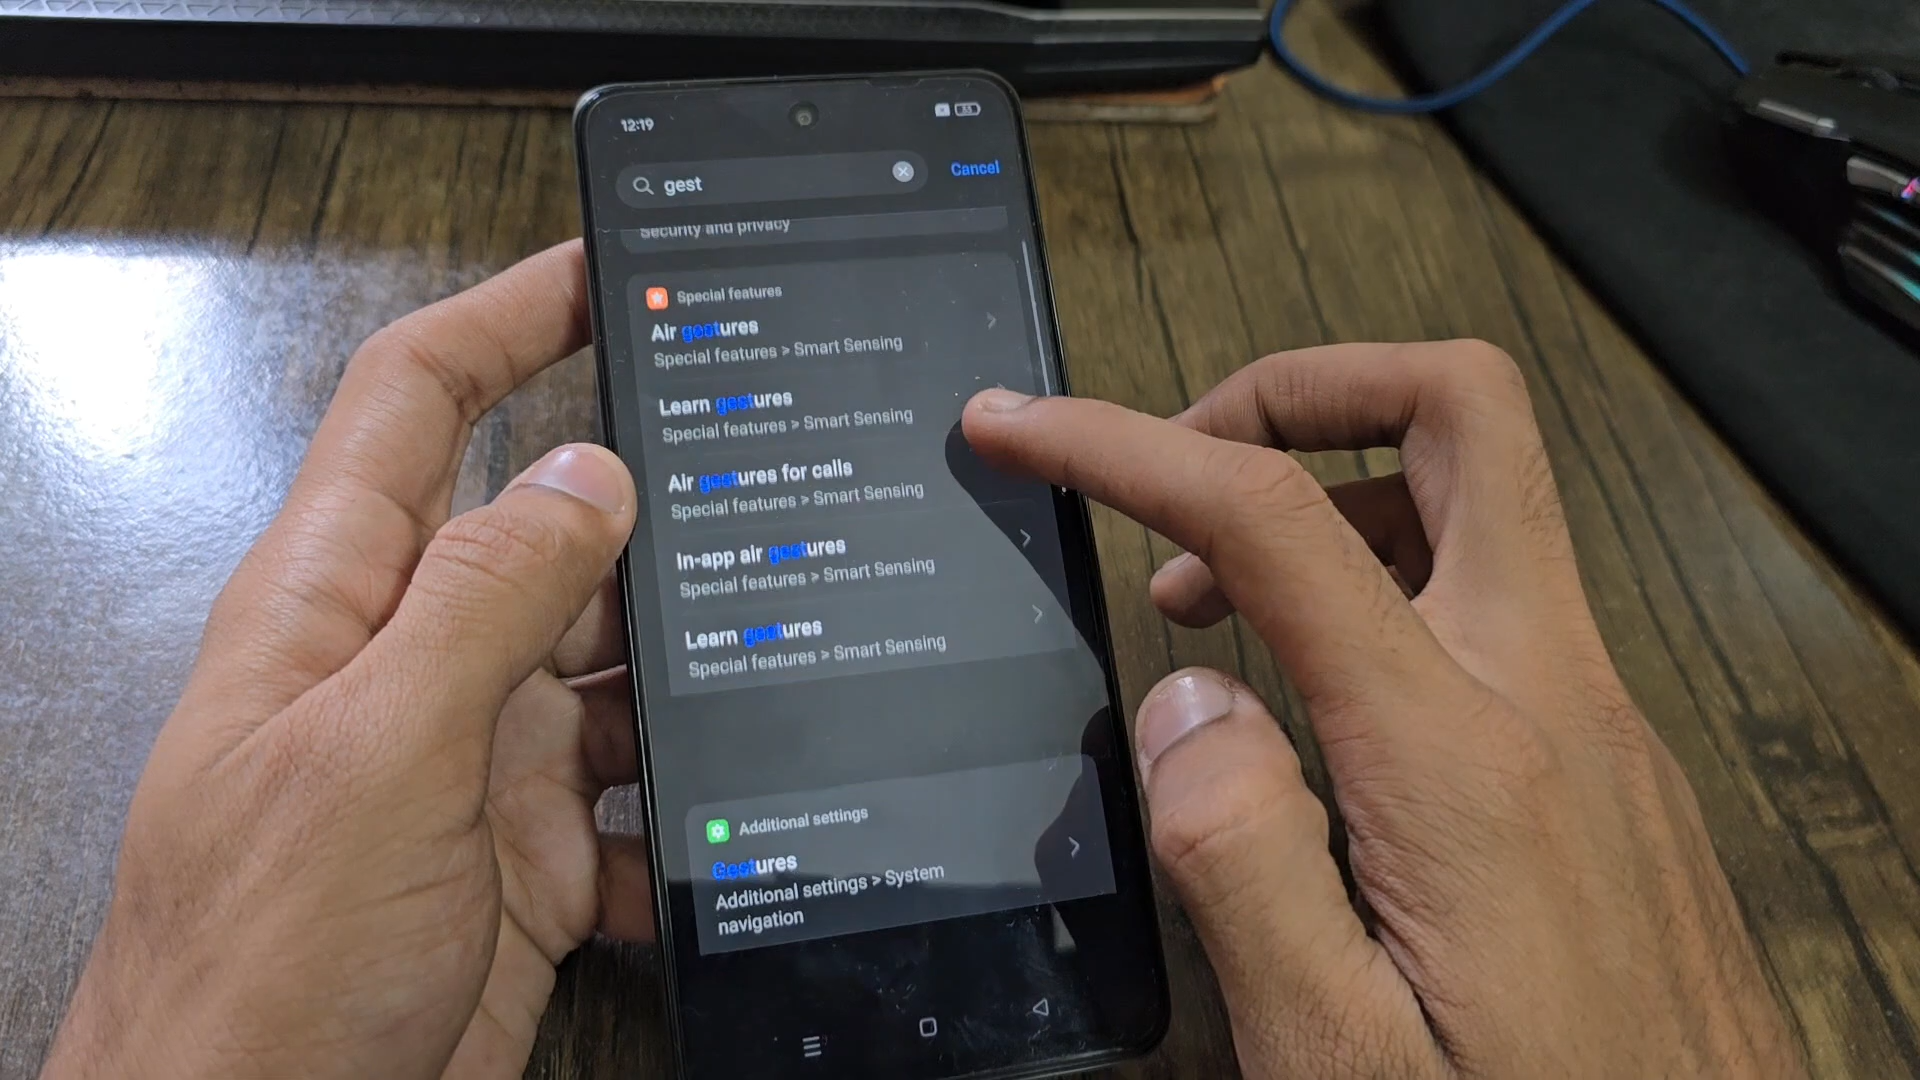 12:19
33
gest
Cancel
Security and privacy
Special features
Air gestures
Special features > Smart Sensing
Learn gestures
Special features > Smart Sensing
Air gestures for calls
Special features > Smart Sensing
In-app air gestures
Special features > Smart Sensing
Learn gestures
Special features > Smart Sensing
Additional settings
Gestures
Additional settings > System
navigation